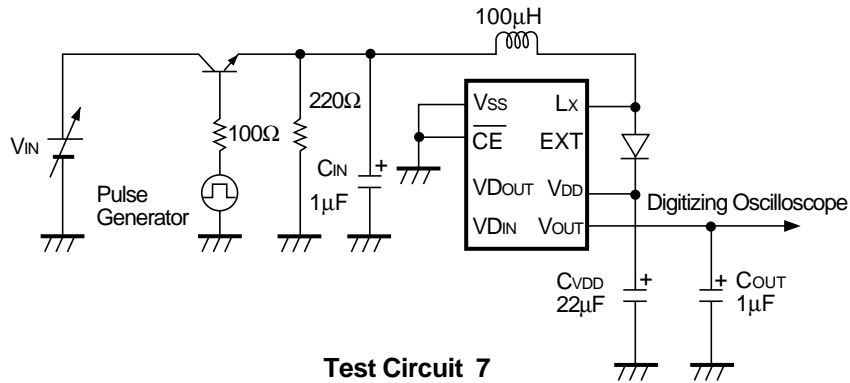 100µH
220Ω
100Ω
VIN
Pulse
Generator
CIN
1µF
VSS
LX
CE
EXT
VDOUT
VDD
VDIN
VOUT
Digitizing Oscilloscope
CVDD
22µF
COUT
1µF
Test Circuit 7